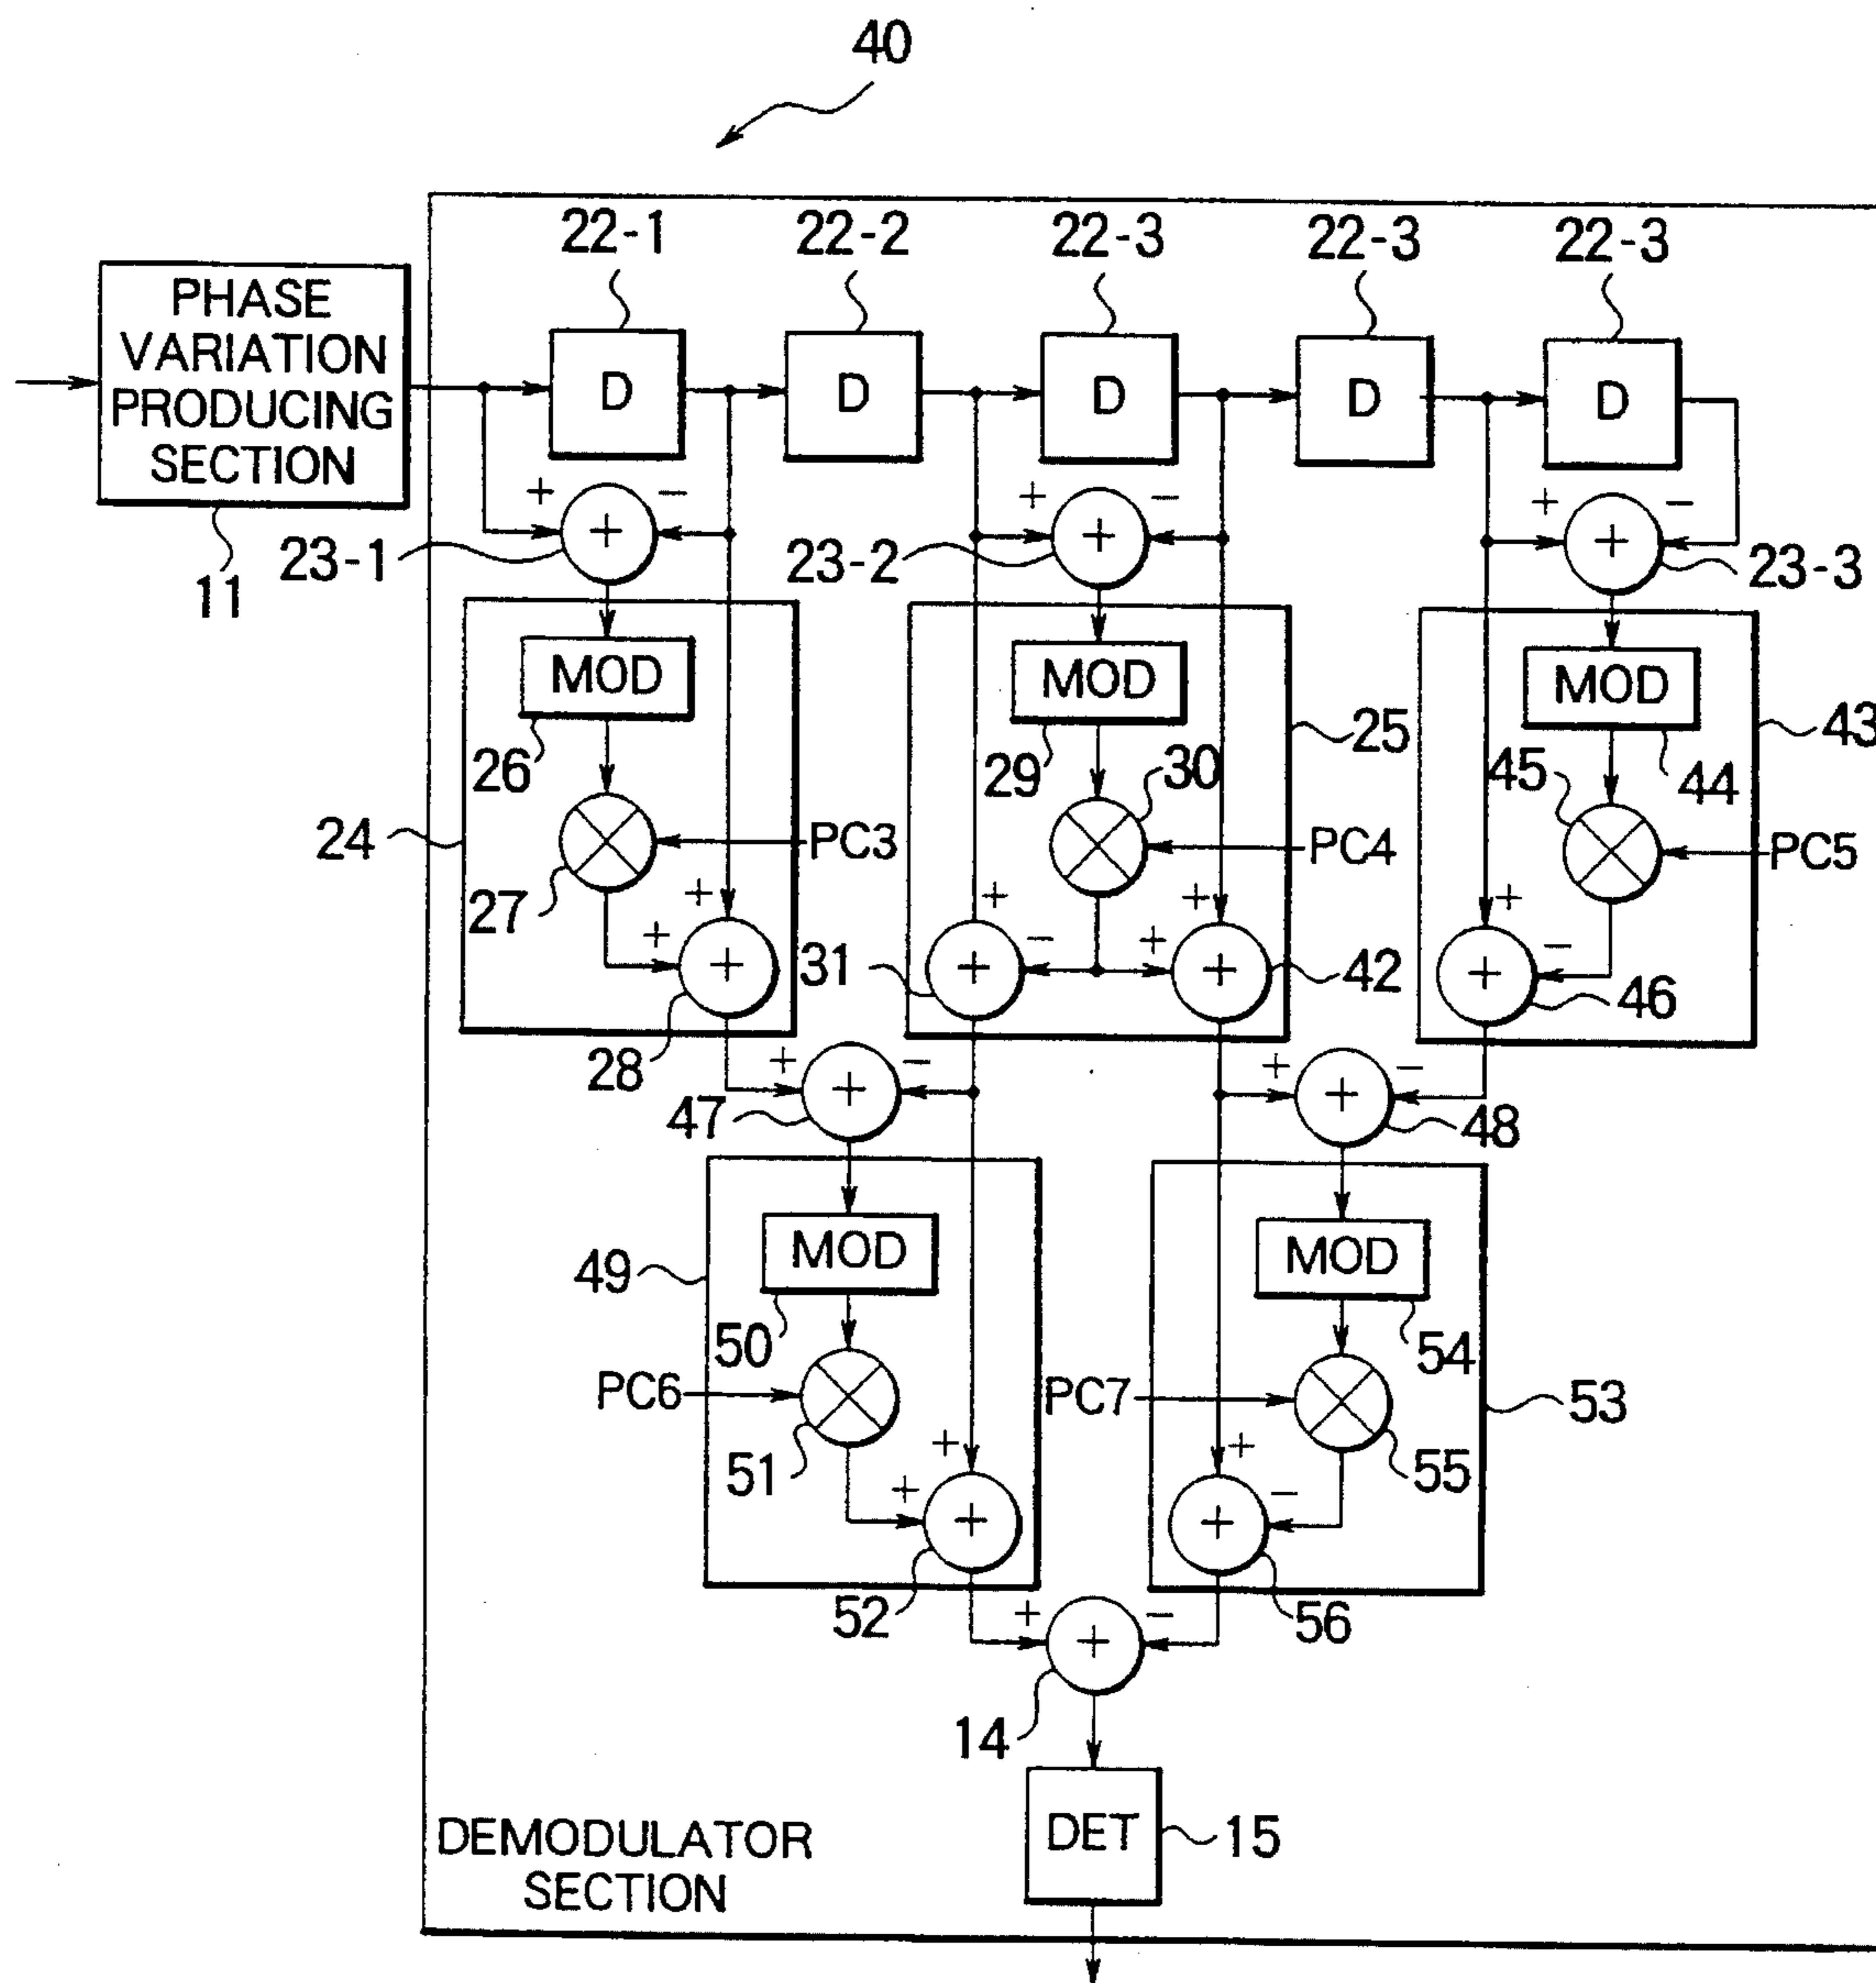 40
22-1 22-2 22-3 22-3 22-3
PHASE
VARIATION
PRODUCING
SECTION
11
D D D D D
+ − + − + −
+ + +
23-1 23-2 23-3
MOD MOD MOD
26 29 25 44 43
30 45
24 PC3 PC4 PC5
27
+ + + + +
+ − + −
+ + + +
28 31 42 46
+ − + −
+ +
47 48
MOD MOD
49
50 54
PC6 PC7 53
51 55
+ +
+ −
+ +
52 56
+ −
+
14
DET 15
DEMODULATOR
SECTION